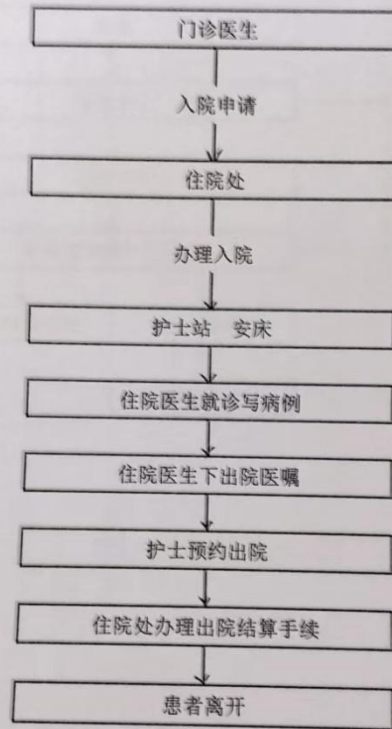 门诊医生
入院申请
住院处
办理入院
护士站 安床
住院医生就诊写病例
住院医生下出院医嘱
护士预约出院
住院处办理出院结算手续
患者离开